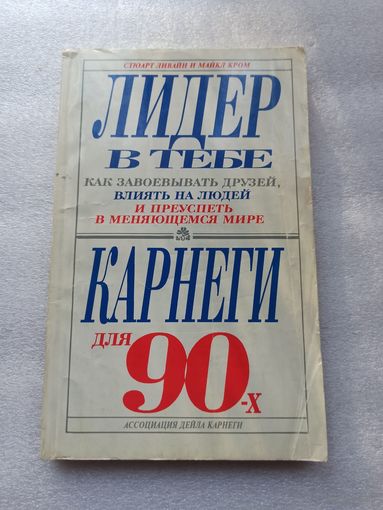 СТЮАРТ ЛИВАЙН И МАЙКЛ КРОМ
ЛИДЕР
В ТЕБЕ
КАК ЗАВОЕВЫВАТЬ ДРУЗЕЙ,
ВЛИЯТЬ НА ЛЮДЕЙ
И ПРЕУСПЕТЬ
В МЕНЯЮЩЕМСЯ МИРЕ
КАРНЕГИ
ДЛЯ
90-х
АССОЦИАЦИЯ ДЕЙЛА КАРНЕГИ